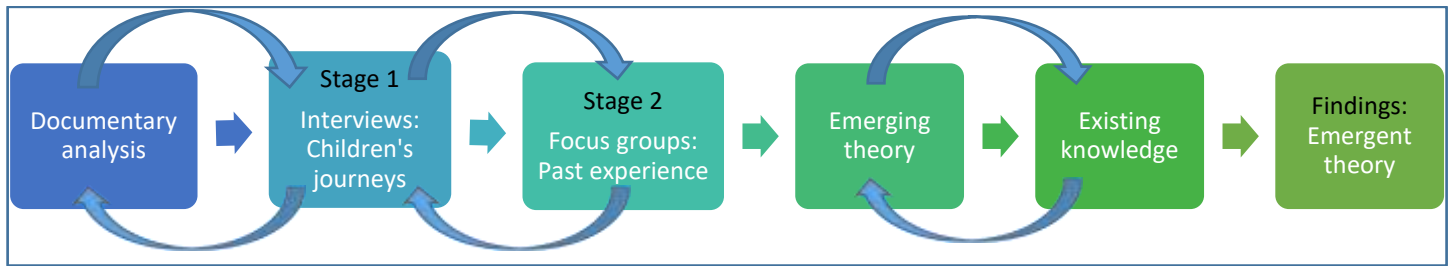 Documentary
analysis
Stage 1
Interviews:
Children's
journeys
Stage 2
Focus groups:
Past experience
Emerging
theory
Existing
knowledge
Findings:
Emergent
theory